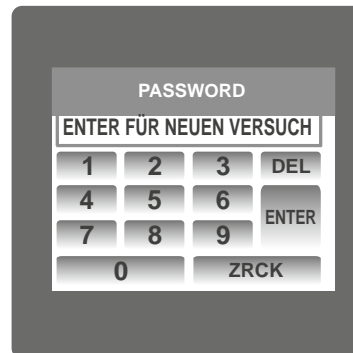 PASSWORD
ENTER FÜR NEUEN VERSUCH
1 2 3 DEL
4 5 6 ENTER
7 8 9
0 ZRCK